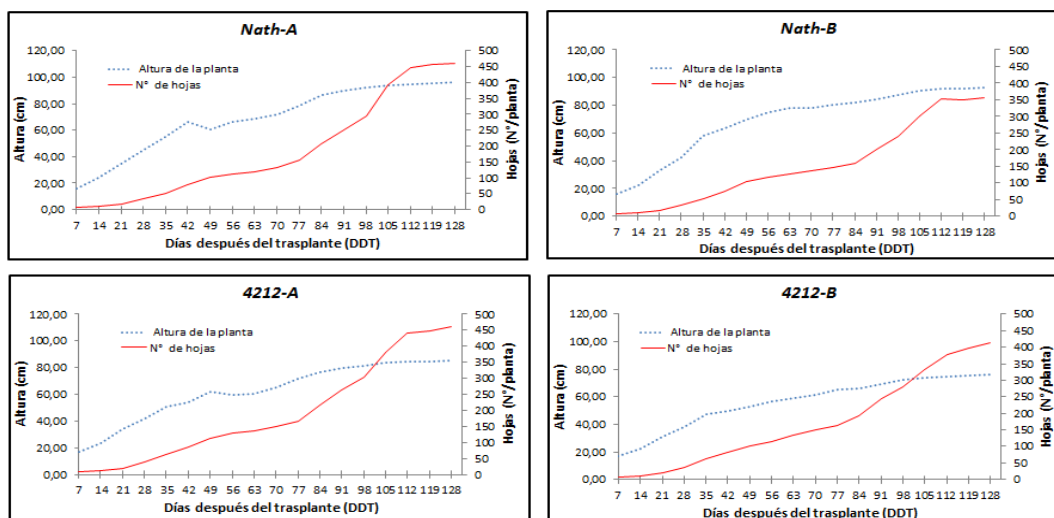 Nath-A
120,00
100,00
80,00
60,00
40,00
20,00
0,00
Altura (cm)
Altura de la planta
N° de hojas
500
450
400
350
300
250
200
150
100
50
0
Hojas (N°/planta)
7 14 21 28 35 42 49 56 63 70 77 84 91 98 105 112 119 128
Días después del trasplante (DDT)
Nath-B
120,00
100,00
80,00
60,00
40,00
20,00
0,00
Altura (cm)
Altura de la planta
N° de hojas
500
450
400
350
300
250
200
150
100
50
0
Hojas (N°/planta)
7 14 21 28 35 42 49 56 63 70 77 84 91 98 105 112 119 128
Días después del trasplante (DDT)
4212-A
120,00
100,00
80,00
60,00
40,00
20,00
0,00
Altura (cm)
Altura de la planta
N° de hojas
500
450
400
350
300
250
200
150
100
50
0
Hojas (N°/planta)
7 14 21 28 35 42 49 56 63 70 77 84 91 98 105 112 119 128
Días después del trasplante (DDT)
4212-B
120,00
100,00
80,00
60,00
40,00
20,00
0,00
Altura (cm)
Altura de la planta
N° de hojas
500
450
400
350
300
250
200
150
100
50
0
Hojas (N°/planta)
7 14 21 28 35 42 49 56 63 70 77 84 91 98 105 112 119 128
Días después del trasplante (DDT)